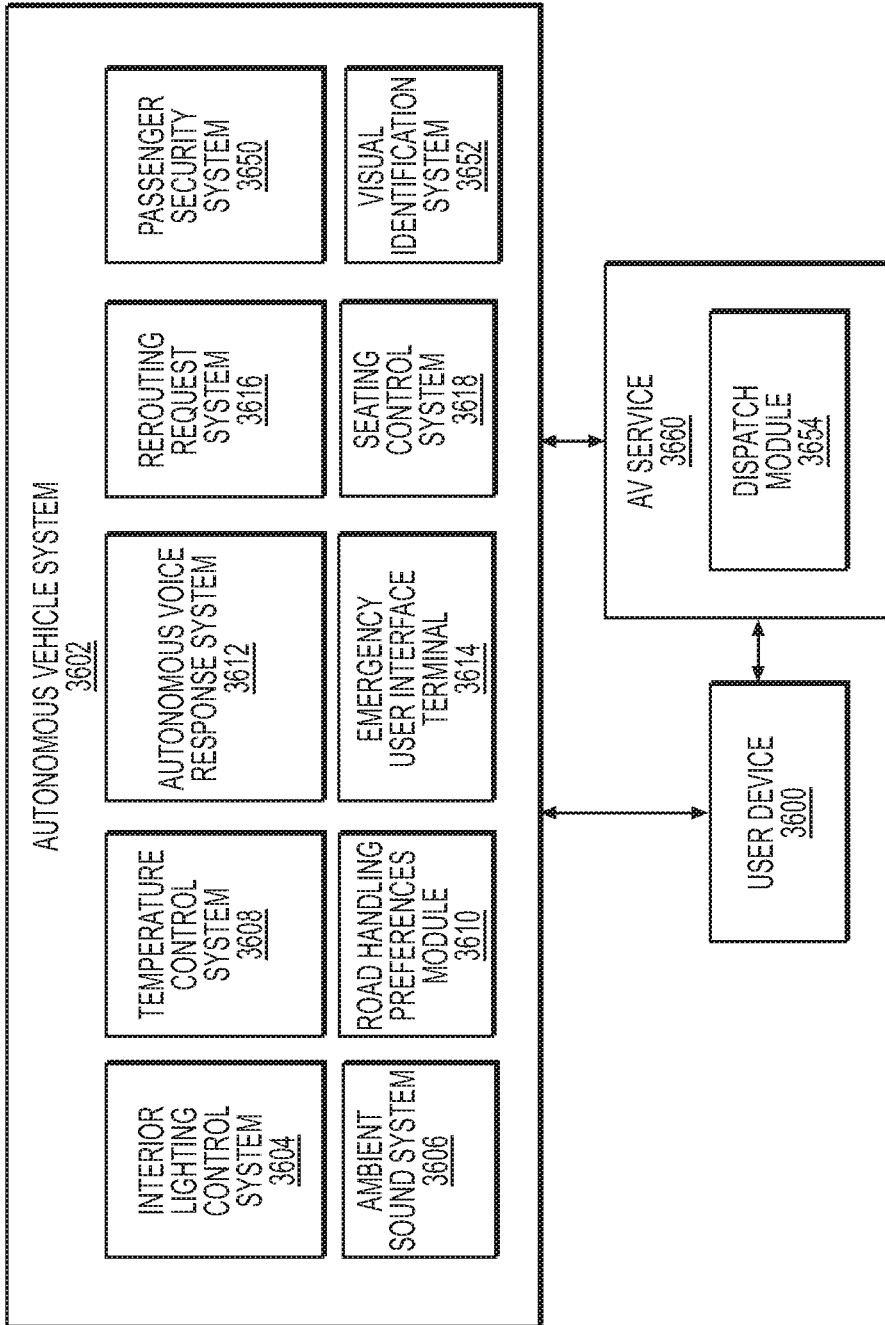 AUTONOMOUS VEHICLE SYSTEM
3602
INTERIOR
LIGHTING
CONTROL
SYSTEM
3604
TEMPERATURE
CONTROL
SYSTEM
3608
AUTONOMOUS VOICE
RESPONSE SYSTEM
3612
REROUTING
REQUEST
SYSTEM
3616
PASSENGER
SECURITY
SYSTEM
3650
AMBIENT
SOUND SYSTEM
3606
ROAD HANDLING
PREFERENCES
MODULE
3610
EMERGENCY
USER INTERFACE
TERMINAL
3614
SEATING
CONTROL
SYSTEM
3618
VISUAL
IDENTIFICATION
SYSTEM
3652
USER DEVICE
3600
AV SERVICE
3660
DISPATCH
MODULE
3654